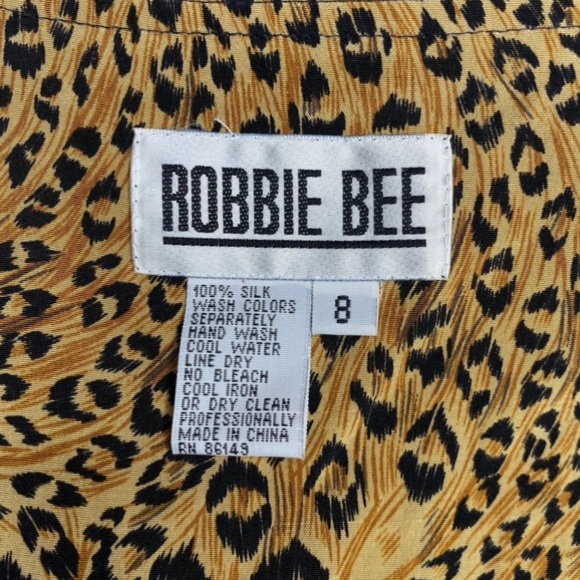 ROBBIE BEE
100% SILK
WASH COLORS
SEPARATELY
HAND WASH
COOL WATER
LINE DRY
NO BLEACH
COOL IRON
OR DRY CLEAN
PROFESSIONALLY
MADE IN CHINA
RN 86149
8